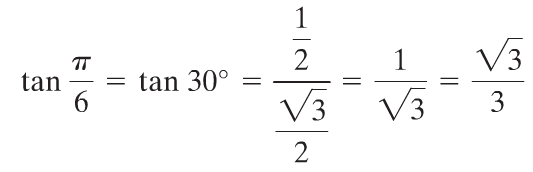 tan π/6 = tan 30° = (1/2)/(√3/2) = 1/√3 = √3/3